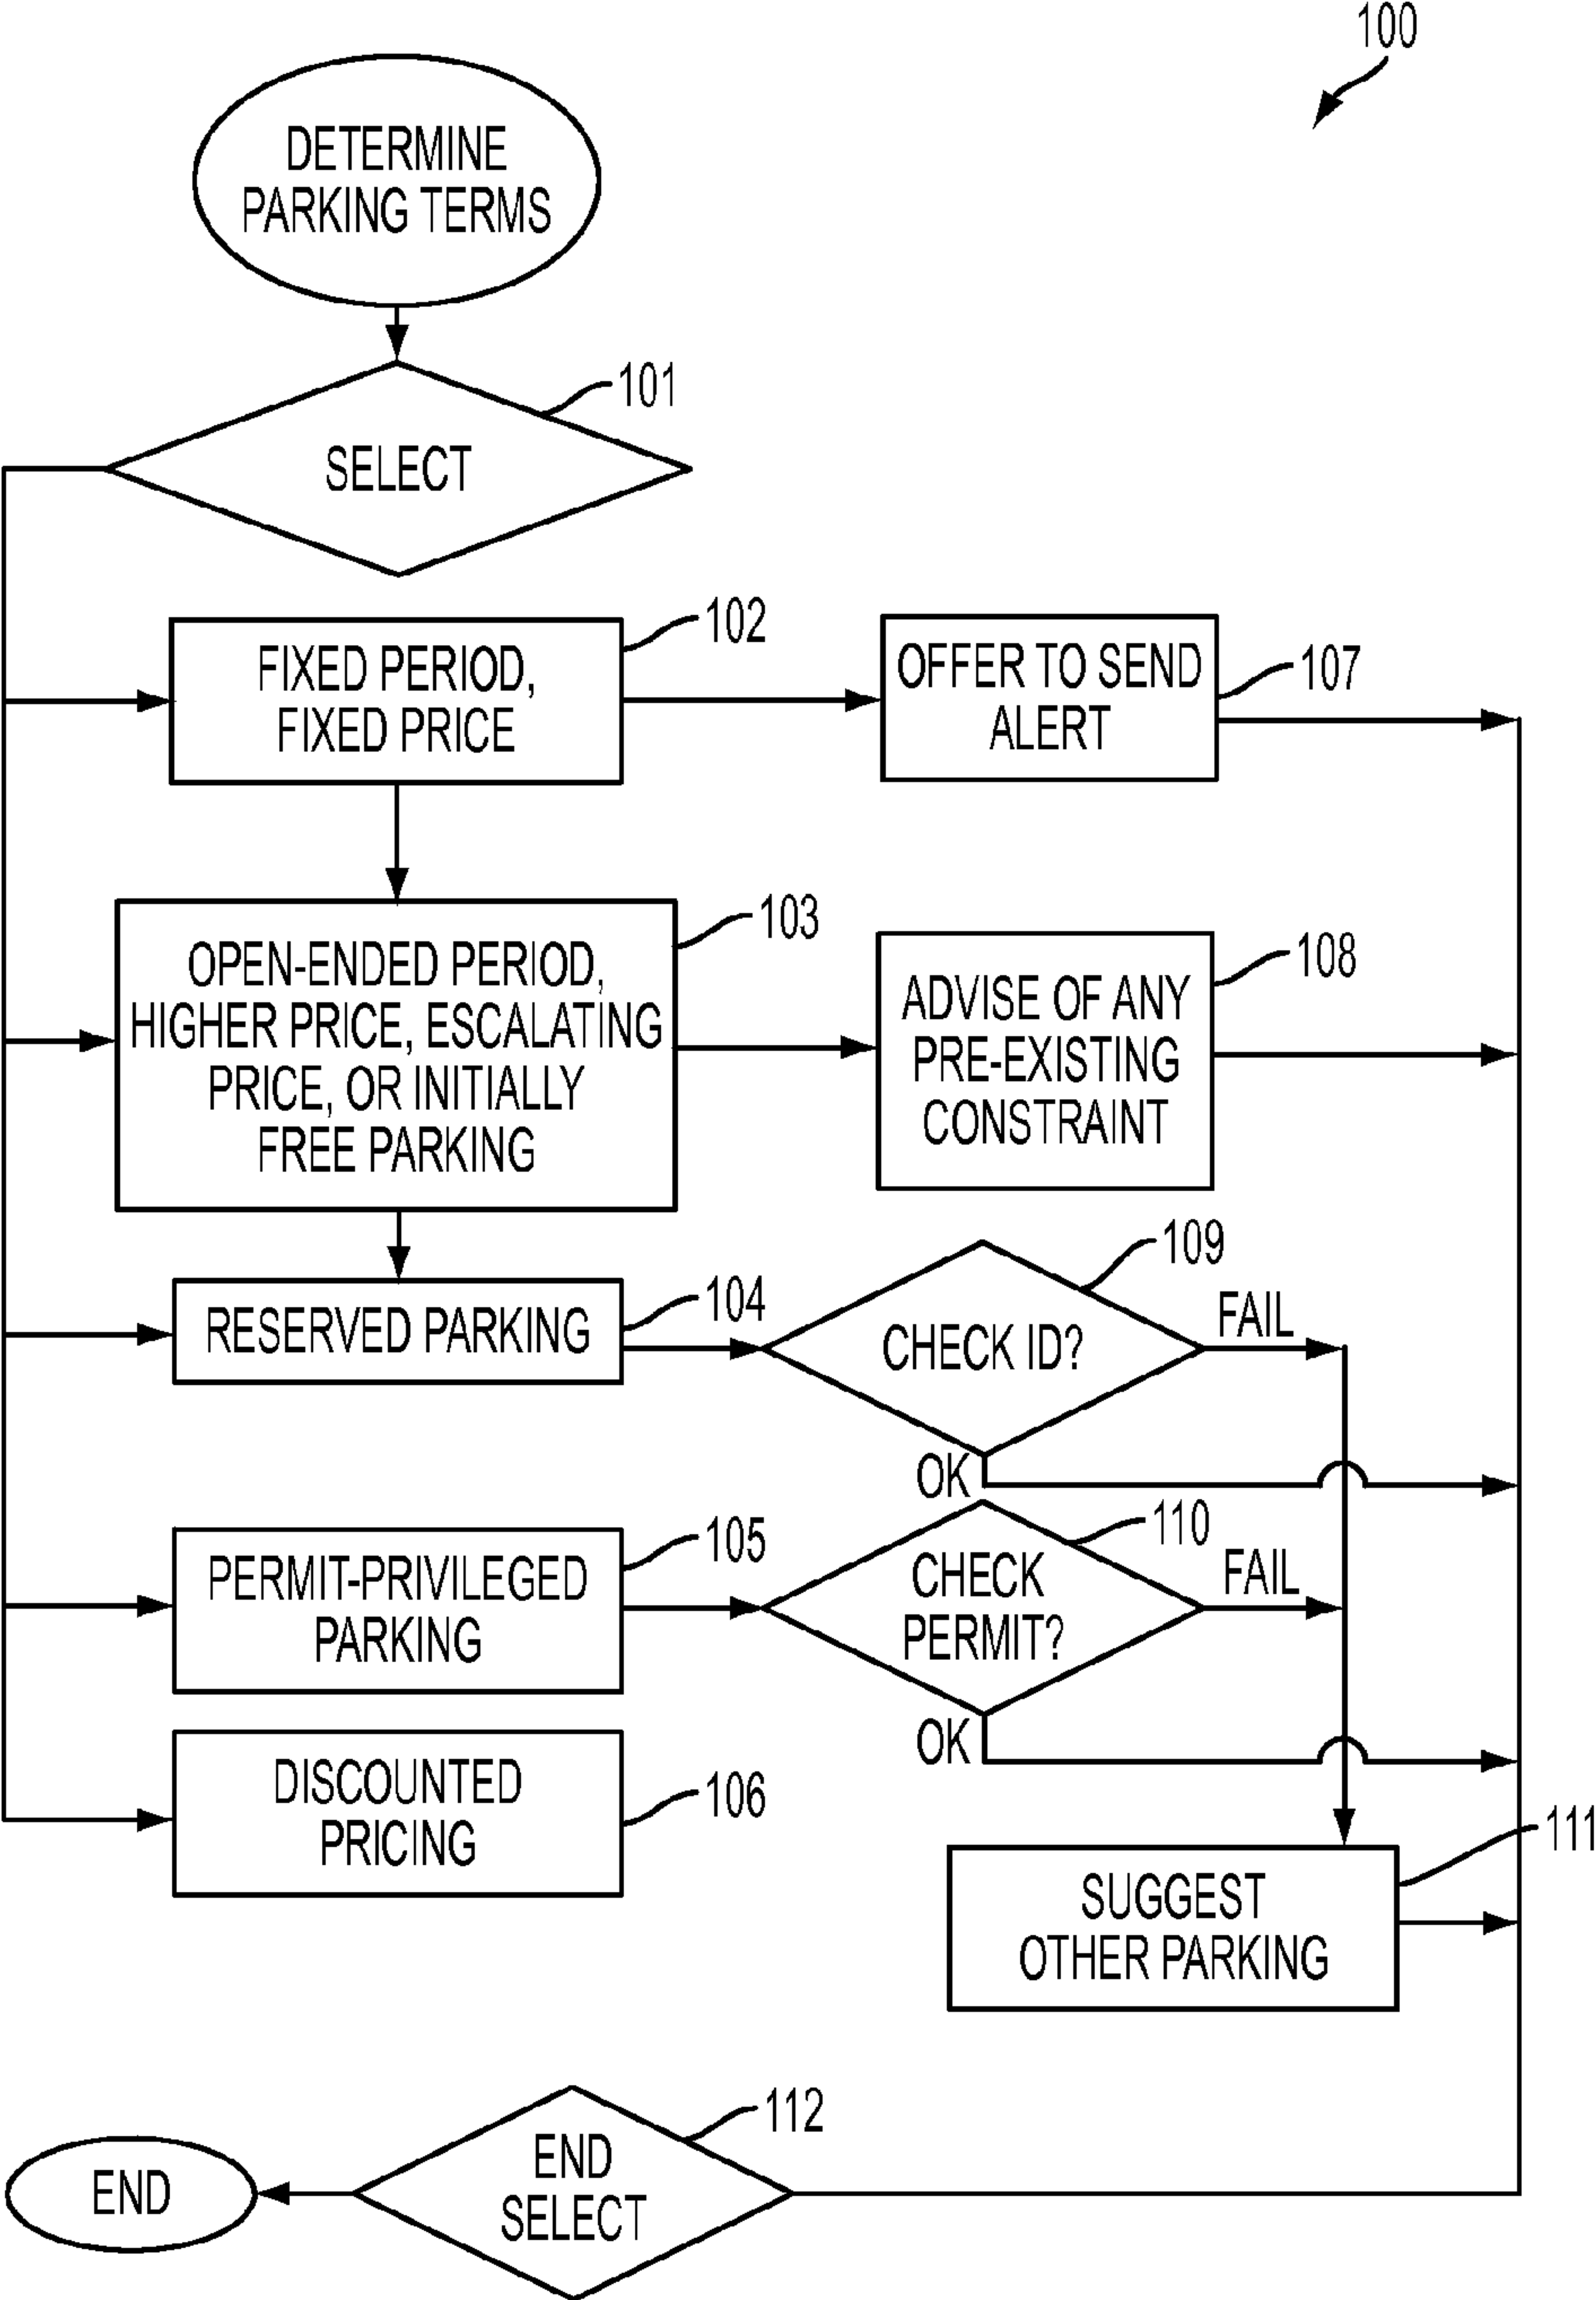 100
DETERMINE
PARKING TERMS
101
SELECT
102
FIXED PERIOD,
FIXED PRICE
OFFER TO SEND
ALERT
107
103
OPEN-ENDED PERIOD,
HIGHER PRICE, ESCALATING
PRICE, OR INITIALLY
FREE PARKING
108
ADVISE OF ANY
PRE-EXISTING
CONSTRAINT
104
RESERVED PARKING
109
CHECK ID?
FAIL
OK
105
PERMIT-PRIVILEGED
PARKING
110
CHECK
PERMIT?
FAIL
OK
106
DISCOUNTED
PRICING
111
SUGGEST
OTHER PARKING
112
END
SELECT
END